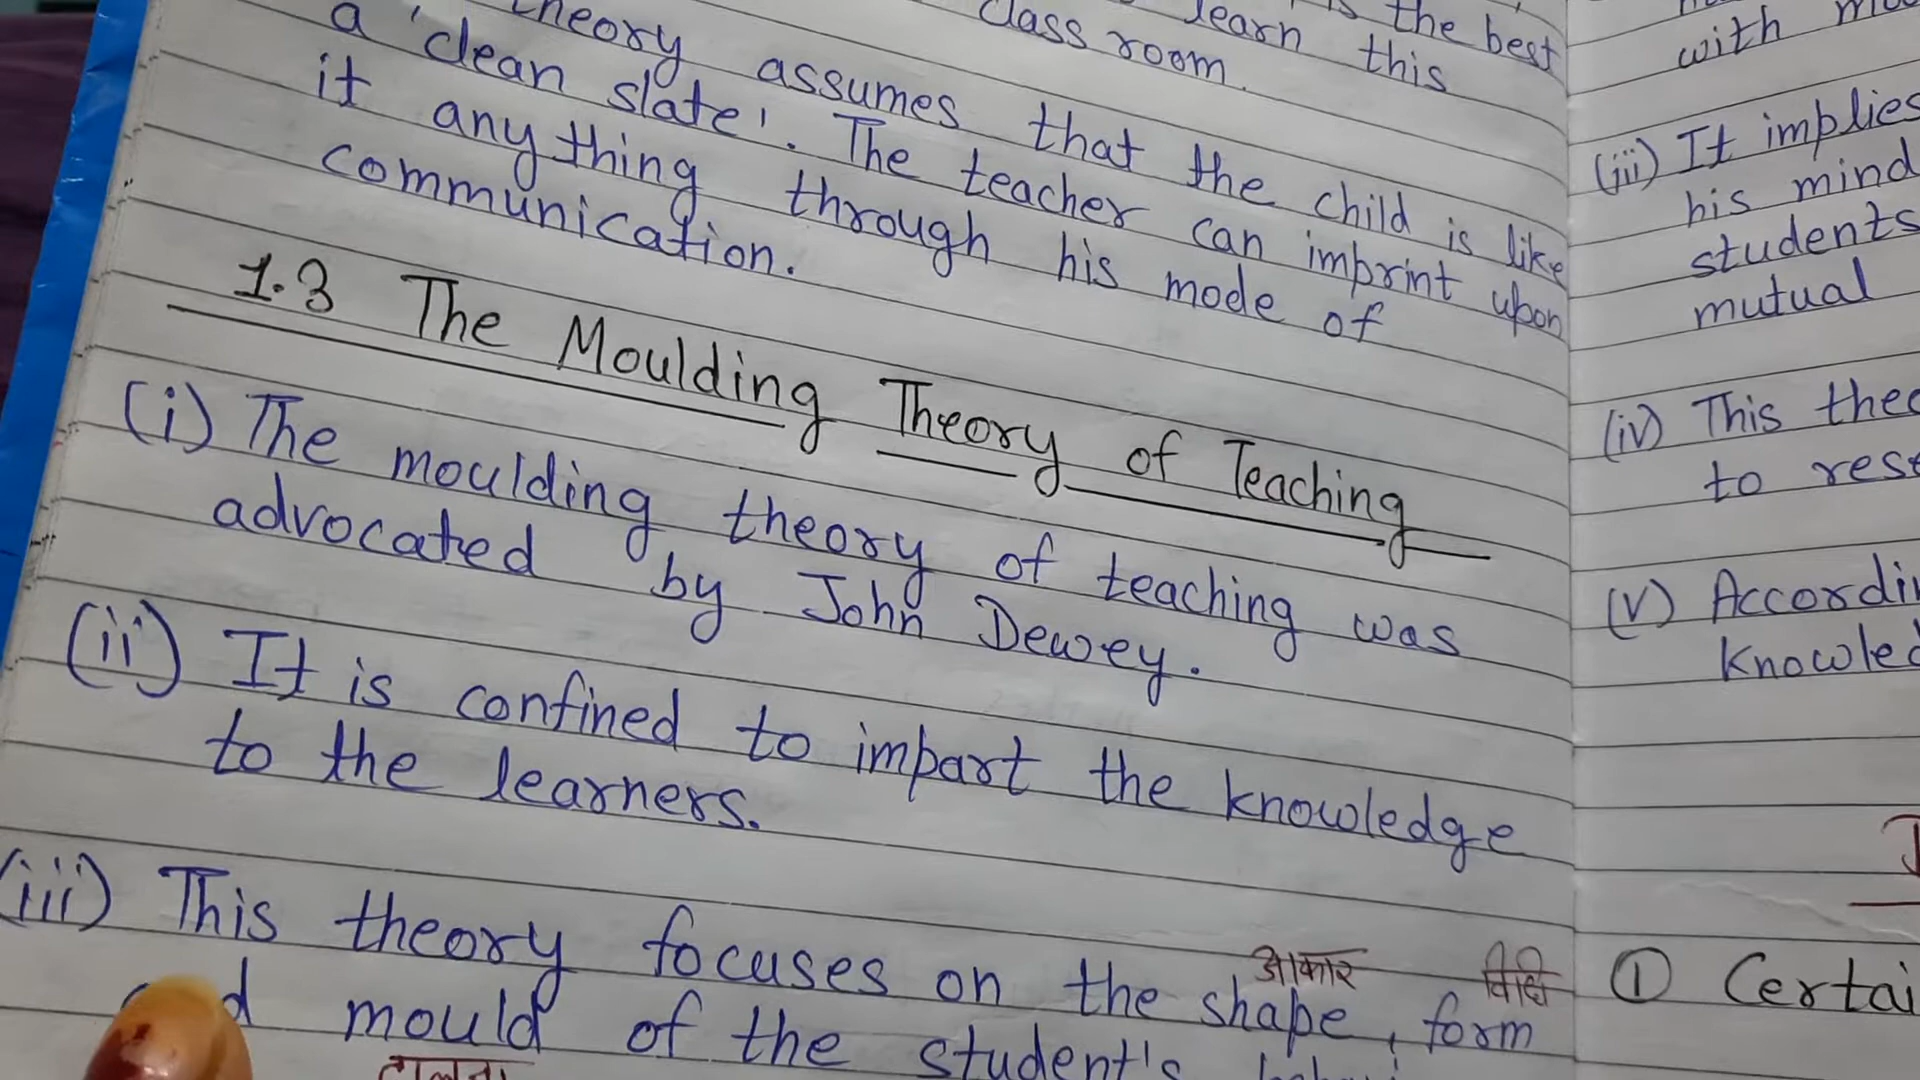 learn is the best
class room. this
theory assumes that the child is like
a 'clean slate'. The teacher can imprint upon
it anything through his mode of
communication.
1.3 The Moulding Theory of Teaching
(i) The moulding theory of teaching was
advocated by John Dewey.
(ii) It is confined to impart the knowledge
to the learners.
(iii) This theory focuses on the shape, form
आकार विधि
mould of the student's
with
(iii) It implies
his mind
students
mutual
(iv) This theo
to rest
(v) Accordin
Knowled
① Certai